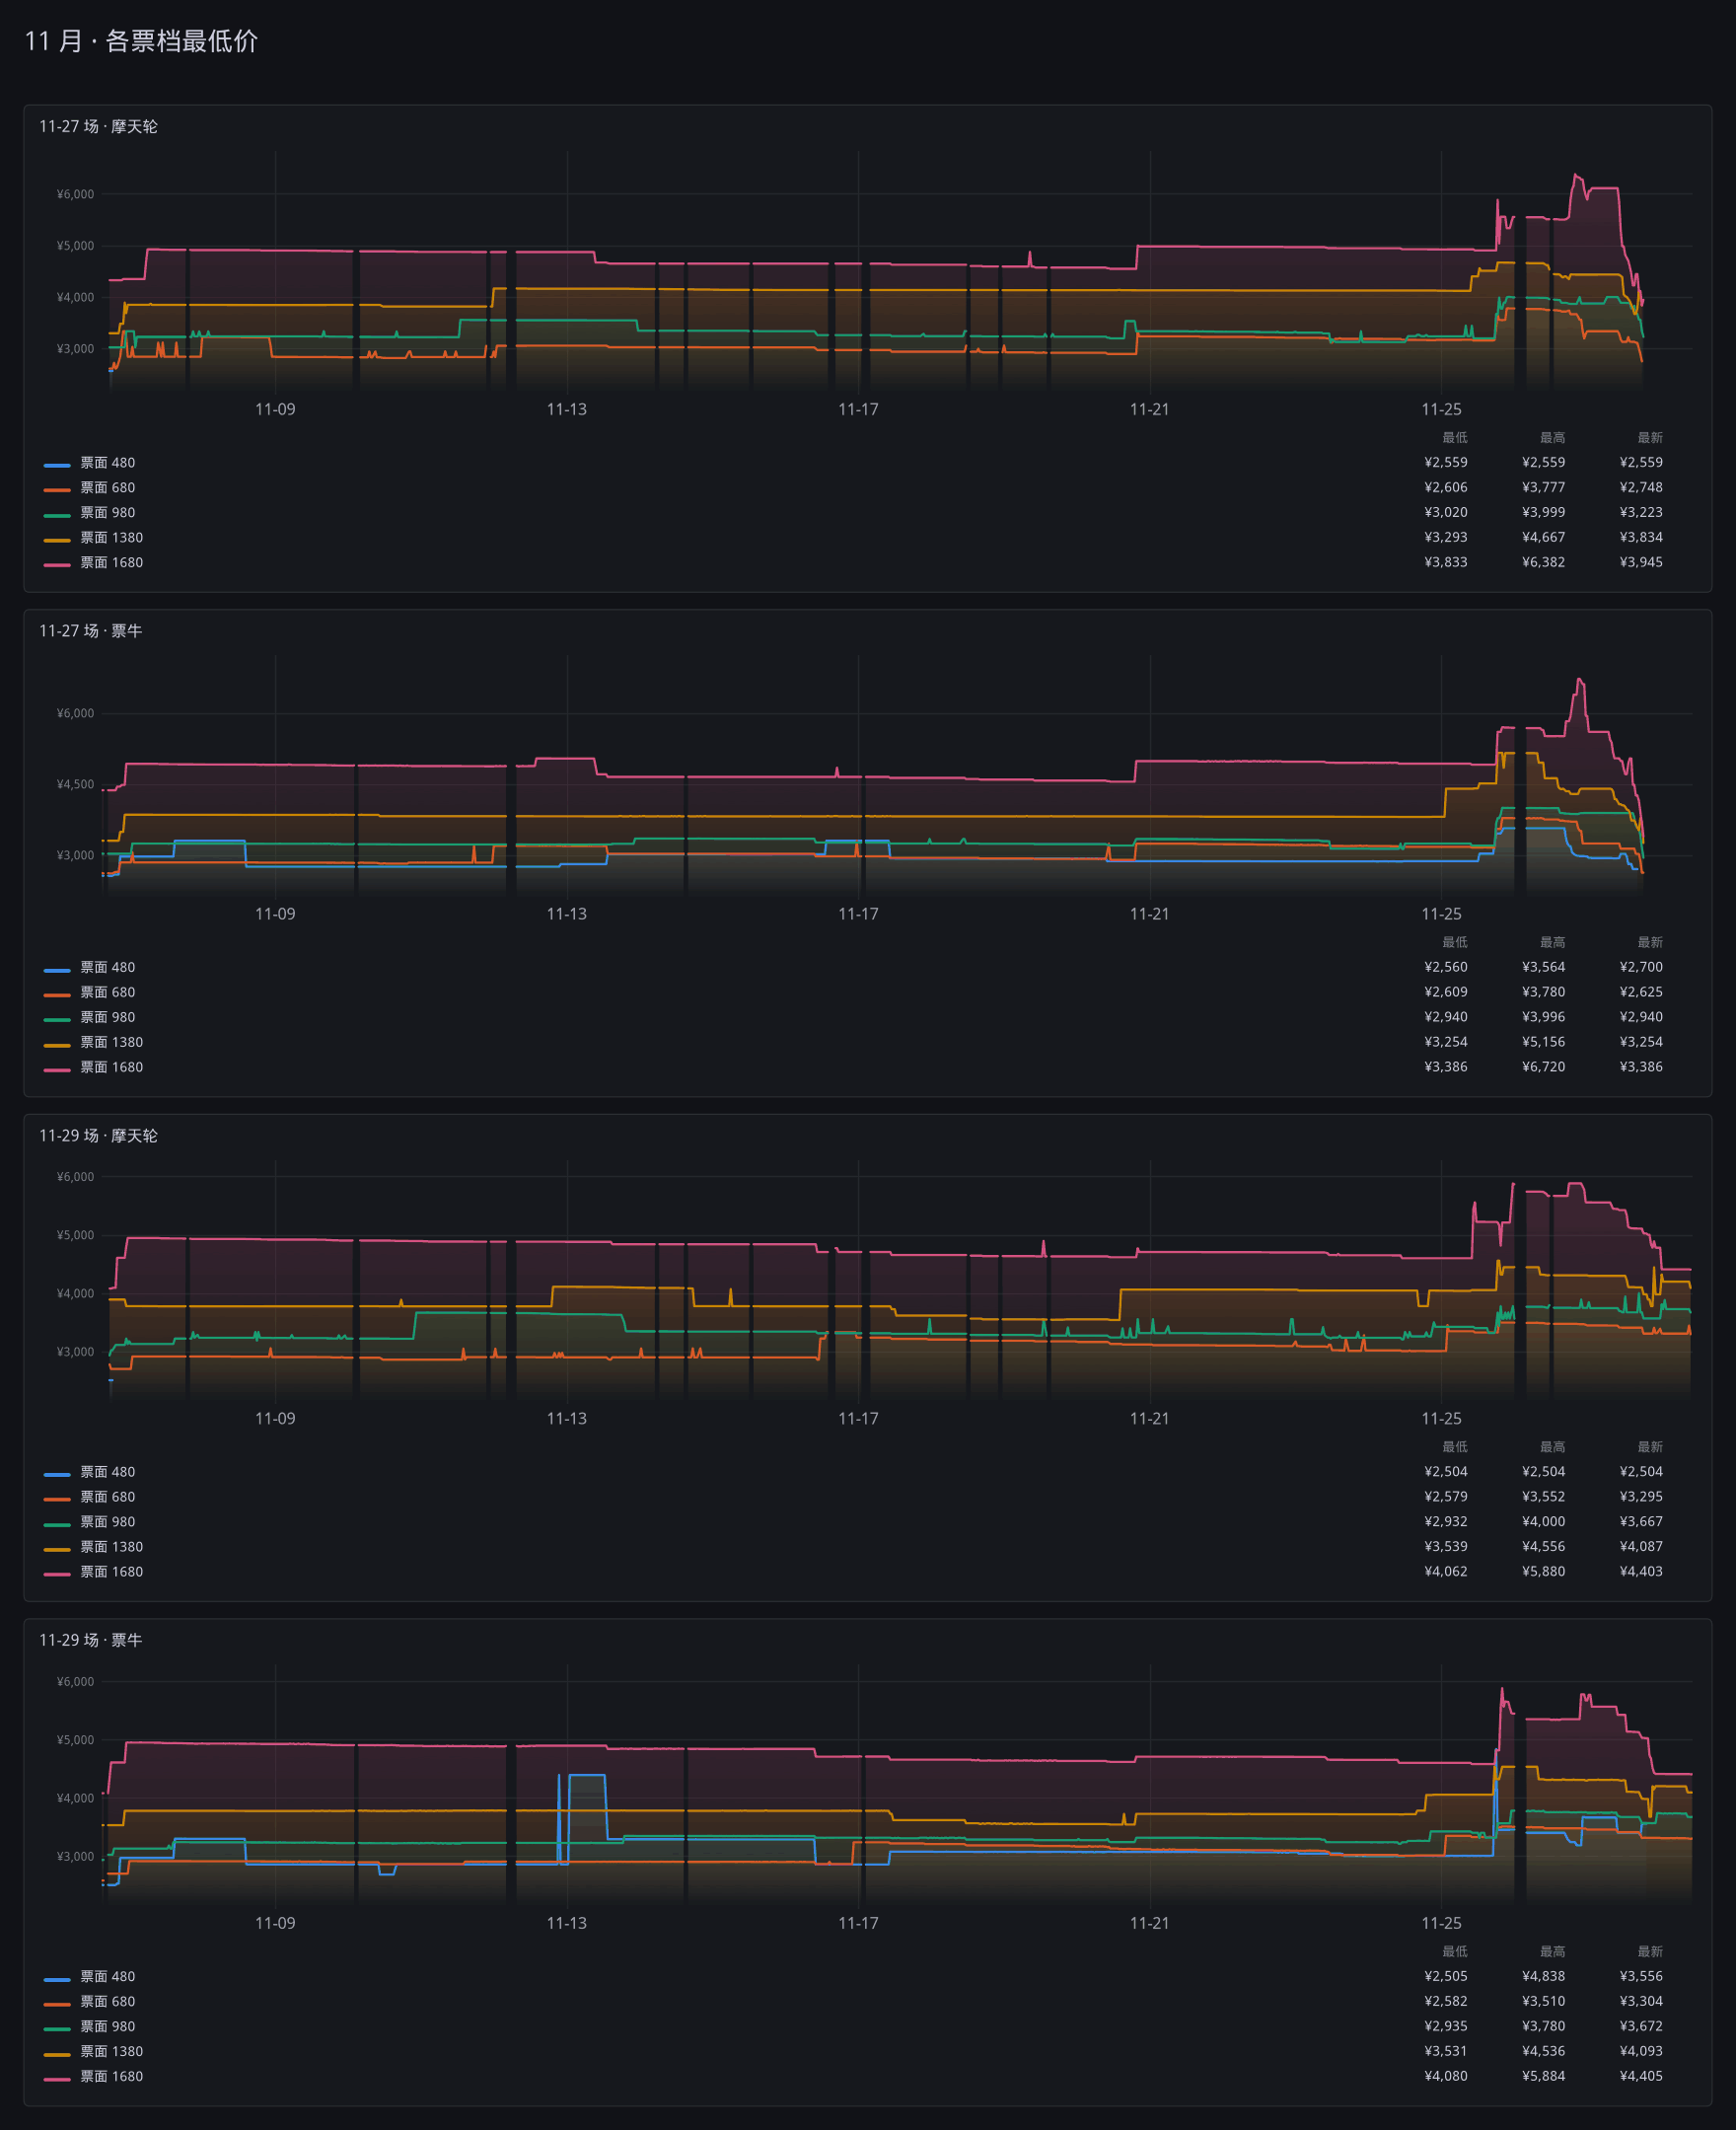 11 月 · 各票档最低价
11-27 场 · 摩天轮
¥6,000
¥5,000
¥4,000
¥3,000
11-09 11-13 11-17 11-21 11-25
最低 最高 最新
票面 480 ¥2,559 ¥2,559 ¥2,559
票面 680 ¥2,606 ¥3,777 ¥2,748
票面 980 ¥3,020 ¥3,999 ¥3,223
票面 1380 ¥3,293 ¥4,667 ¥3,834
票面 1680 ¥3,833 ¥6,382 ¥3,945
11-27 场 · 票牛
¥6,000
¥4,500
¥3,000
11-09 11-13 11-17 11-21 11-25
最低 最高 最新
票面 480 ¥2,560 ¥3,564 ¥2,700
票面 680 ¥2,609 ¥3,780 ¥2,625
票面 980 ¥2,940 ¥3,996 ¥2,940
票面 1380 ¥3,254 ¥5,156 ¥3,254
票面 1680 ¥3,386 ¥6,720 ¥3,386
11-29 场 · 摩天轮
¥6,000
¥5,000
¥4,000
¥3,000
11-09 11-13 11-17 11-21 11-25
最低 最高 最新
票面 480 ¥2,504 ¥2,504 ¥2,504
票面 680 ¥2,579 ¥3,552 ¥3,295
票面 980 ¥2,932 ¥4,000 ¥3,667
票面 1380 ¥3,539 ¥4,556 ¥4,087
票面 1680 ¥4,062 ¥5,880 ¥4,403
11-29 场 · 票牛
¥6,000
¥5,000
¥4,000
¥3,000
11-09 11-13 11-17 11-21 11-25
最低 最高 最新
票面 480 ¥2,505 ¥4,838 ¥3,556
票面 680 ¥2,582 ¥3,510 ¥3,304
票面 980 ¥2,935 ¥3,780 ¥3,672
票面 1380 ¥3,531 ¥4,536 ¥4,093
票面 1680 ¥4,080 ¥5,884 ¥4,405